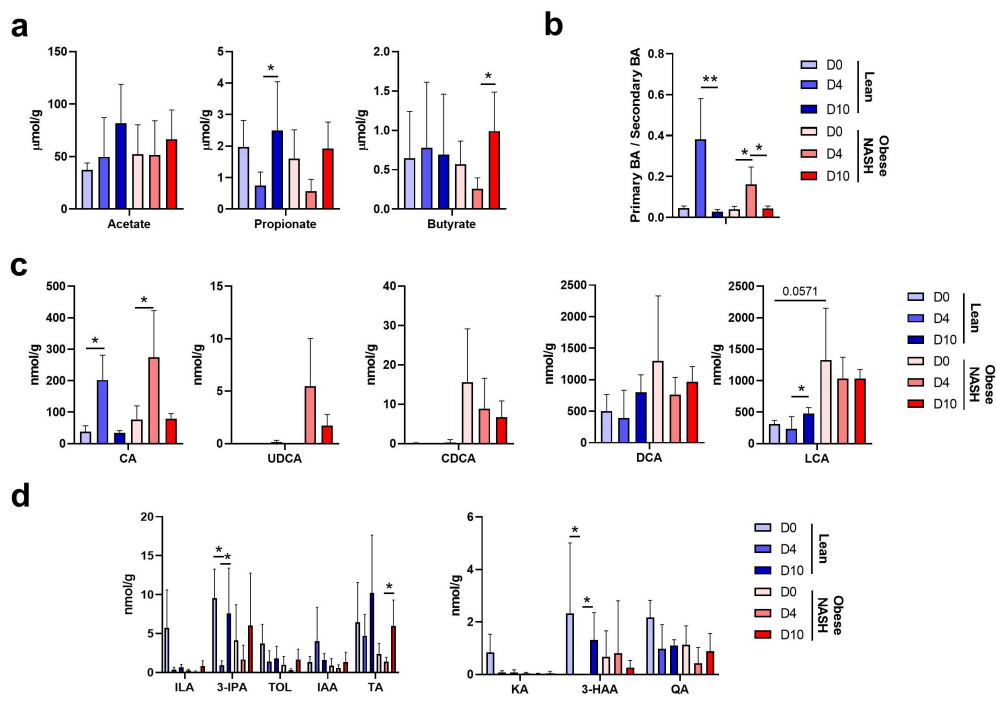 a
μmol/g
150
100
50
0
Acetate
μmol/g
5
4
3
2
1
0
*
Propionate
μmol/g
2.0
1.5
1.0
0.5
0.0
*
Butyrate
b
Primary BA / Secondary BA
0.8
0.6
0.4
0.2
0.0
**
*
*
D0
D4
D10
Lean
D0
D4
D10
Obese
NASH
c
nmol/g
500
400
300
200
100
0
*
*
CA
nmol/g
15
10
5
0
UDCA
nmol/g
40
30
20
10
0
CDCA
nmol/g
2500
2000
1500
1000
500
0
DCA
nmol/g
2500
2000
1500
1000
500
0
0.0571
*
LCA
D0
D4
D10
Lean
D0
D4
D10
Obese
NASH
d
nmol/g
20
15
10
5
0
*
*
*
ILA
3-IPA
TOL
IAA
TA
nmol/g
6
4
2
0
*
*
KA
3-HAA
QA
D0
D4
D10
Lean
D0
D4
D10
Obese
NASH